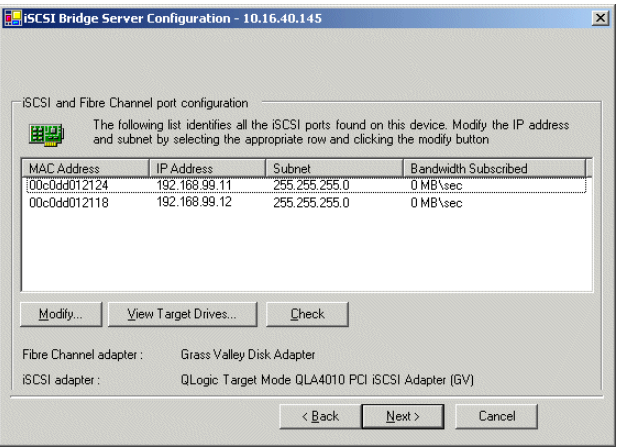 iSCSI Bridge Server Configuration - 10.16.40.145
iSCSI and Fibre Channel port configuration
The following list identifies all the iSCSI ports found on this device. Modify the IP address
and subnet by selecting the appropriate row and clicking the modify button
MAC Address IP Address Subnet Bandwidth Subscribed
00c0dd012124 192.168.99.11 255.255.255.0 0 MB\sec
00c0dd012118 192.168.99.12 255.255.255.0 0 MB\sec
Modify... View Target Drives... Check
Fibre Channel adapter : Grass Valley Disk Adapter
iSCSI adapter : QLogic Target Mode QLA4010 PCI iSCSI Adapter (GV)
< Back Next > Cancel